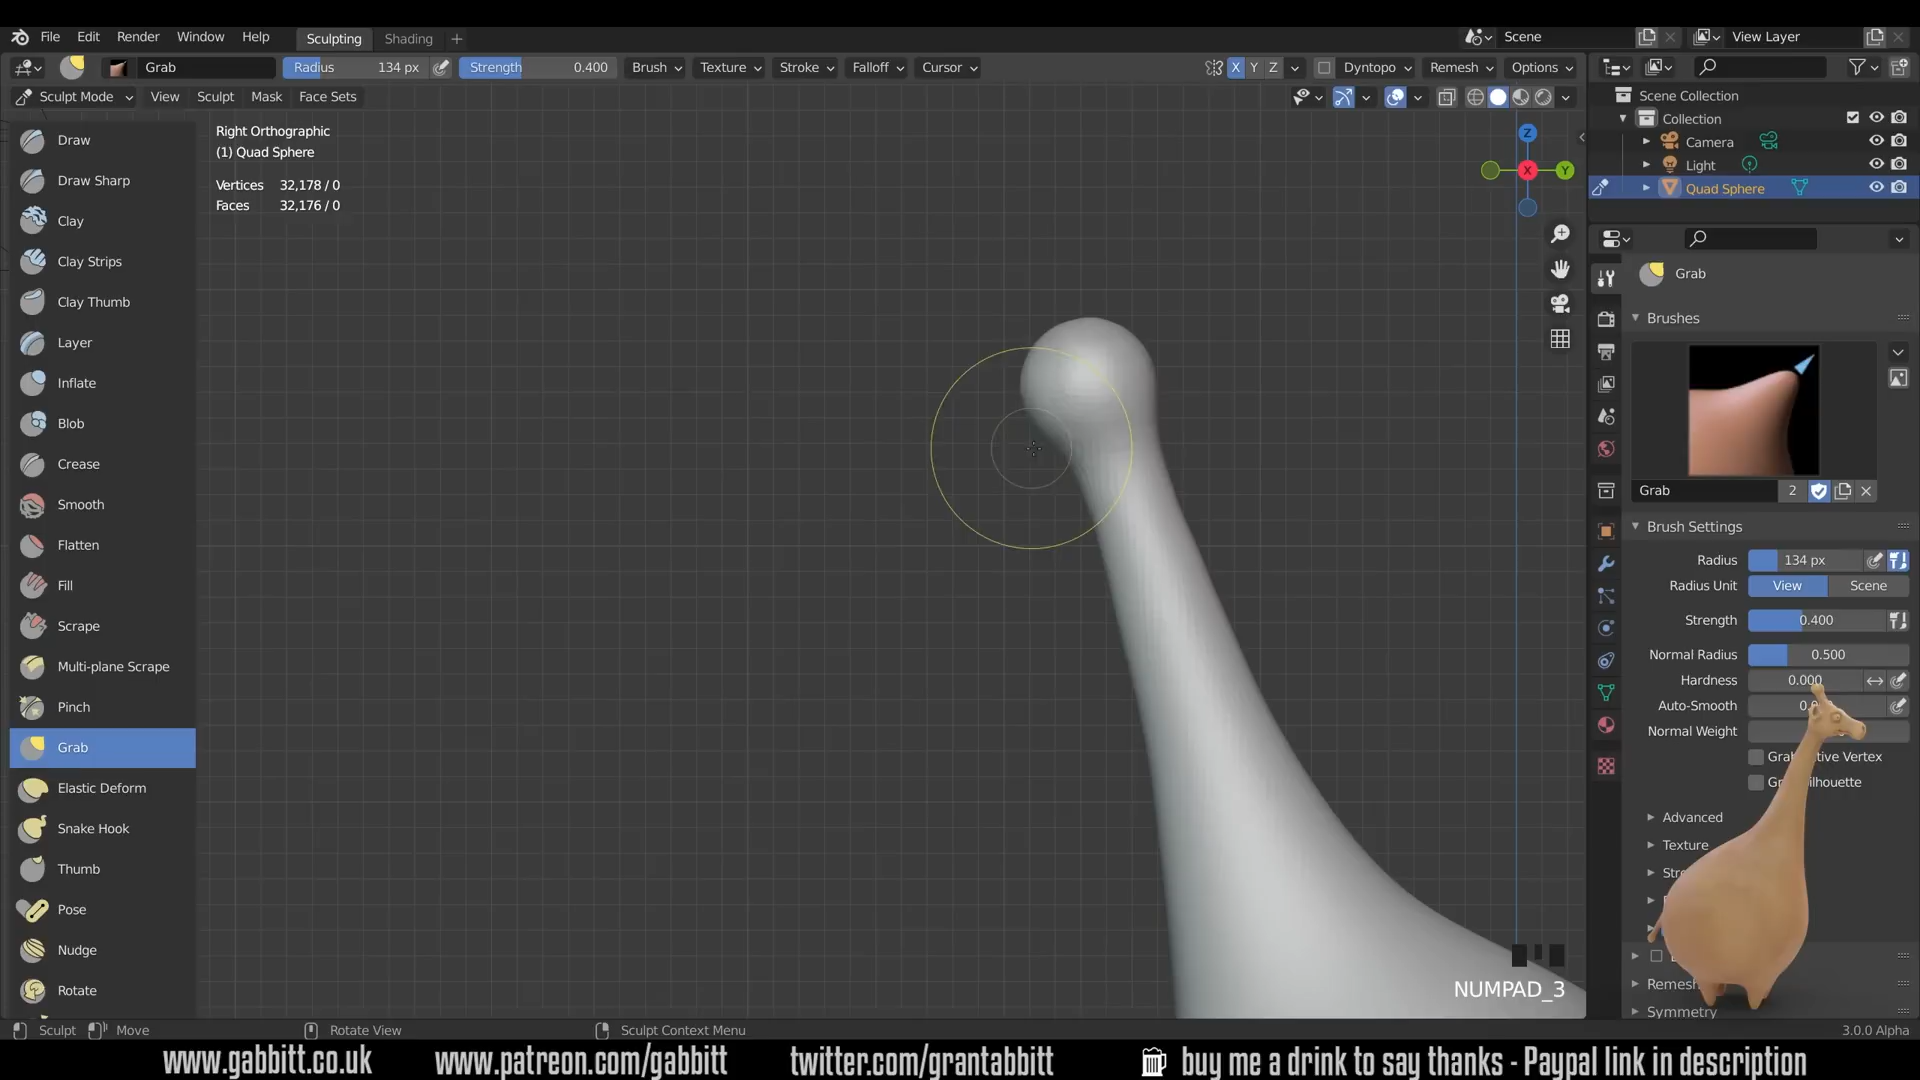 File Edit Render Window Help Sculpting Shading + Scene View Layer
Grab Radius 134 px Strength 0.400 Brush Texture Stroke Falloff Cursor X Y Z Dyntopo Remesh Options
Sculpt Mode View Sculpt Mask Face Sets
Right Orthographic
(1) Quad Sphere
Vertices 32,178 / 0
Faces 32,176 / 0
Z
X
Y
Draw
Draw Sharp
Clay
Clay Strips
Clay Thumb
Layer
Inflate
Blob
Crease
Smooth
Flatten
Fill
Scrape
Multi-plane Scrape
Pinch
Grab
Elastic Deform
Snake Hook
Thumb
Pose
Nudge
Rotate
Scene Collection
Collection
Camera
Light
Quad Sphere
Grab
Brushes
Grab 2
Brush Settings
Radius 134 px
Radius Unit View Scene
Strength 0.400
Normal Radius 0.500
Hardness 0.000
Auto-Smooth
Normal Weight
Vertex
Advanced
Texture
Symmetry
NUMPAD_3
Sculpt Move Rotate View Sculpt Context Menu 3.0.0 Alpha
www.gabbitt.co.uk www.patreon.com/gabbitt twitter.com/grantabbitt buy me a drink to say thanks - Paypal link in description